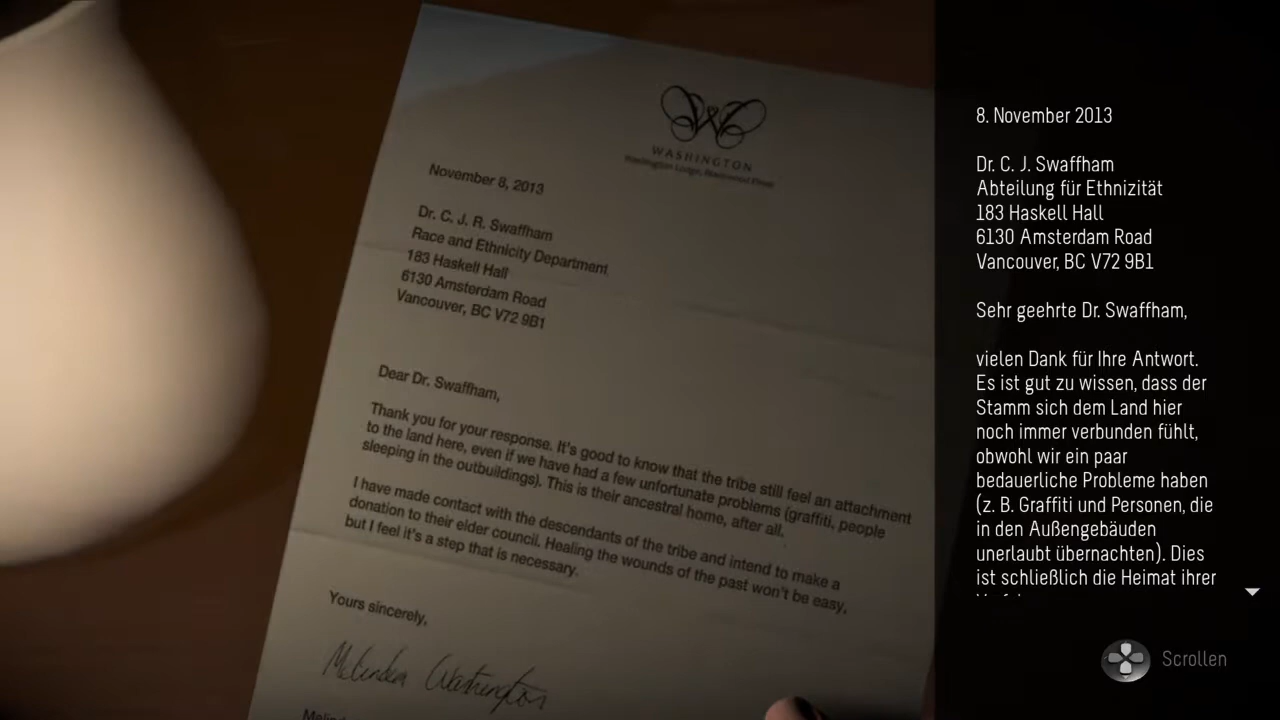 W
WASHINGTON
Washington Lodge, Blackwood Pines
November 8, 2013
Dr. C. J. R. Swaffham
Race and Ethnicity Department
183 Haskell Hall
6130 Amsterdam Road
Vancouver, BC V72 9B1
Dear Dr. Swaffham,
Thank you for your response. It's good to know that the tribe still feel an attachment
to the land here, even if we have had a few unfortunate problems (graffiti, people
sleeping in the outbuildings). This is their ancestral home, after all.
I have made contact with the descendants of the tribe and intend to make a
donation to their elder council. Healing the wounds of the past won't be easy,
but I feel it's a step that is necessary.
Yours sincerely,
Melinda Washington
8. November 2013
Dr. C. J. Swaffham
Abteilung für Ethnizität
183 Haskell Hall
6130 Amsterdam Road
Vancouver, BC V72 9B1
Sehr geehrte Dr. Swaffham,
vielen Dank für Ihre Antwort.
Es ist gut zu wissen, dass der
Stamm sich dem Land hier
noch immer verbunden fühlt,
obwohl wir ein paar
bedauerliche Probleme haben
(z. B. Graffiti und Personen, die
in den Außengebäuden
unerlaubt übernachten). Dies
ist schließlich die Heimat ihrer
Scrollen